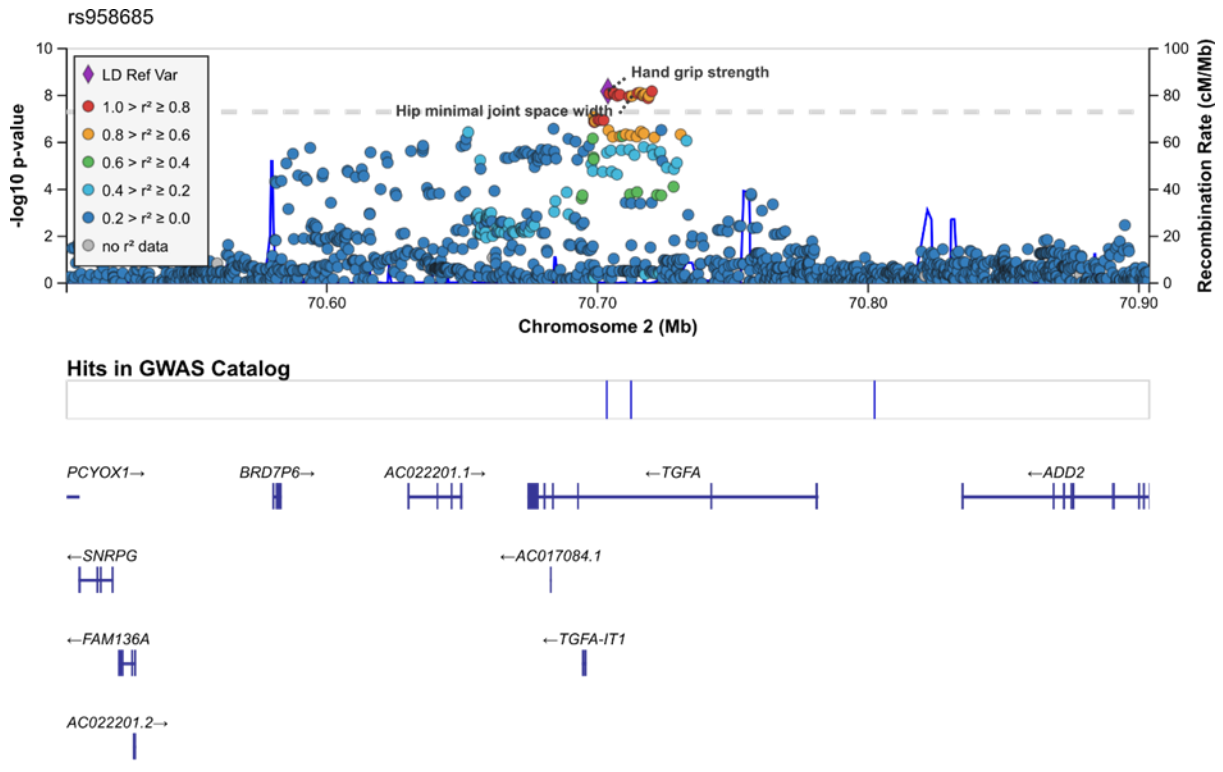 rs958685
10
8
6
4
2
0
-log10 p-value
LD Ref Var
1.0 > r² ≥ 0.8
0.8 > r² ≥ 0.6
0.6 > r² ≥ 0.4
0.4 > r² ≥ 0.2
0.2 > r² ≥ 0.0
no r² data
Hand grip strength
Hip minimal joint space width
100
80
60
40
20
0
Recombination Rate (cM/Mb)
70.60 70.70 70.80 70.90
Chromosome 2 (Mb)
Hits in GWAS Catalog
PCYOX1→ BRD7P6→ AC022201.1→ ←TGFA ←ADD2
←SNRPG ←AC017084.1
←FAM136A ←TGFA-IT1
AC022201.2→